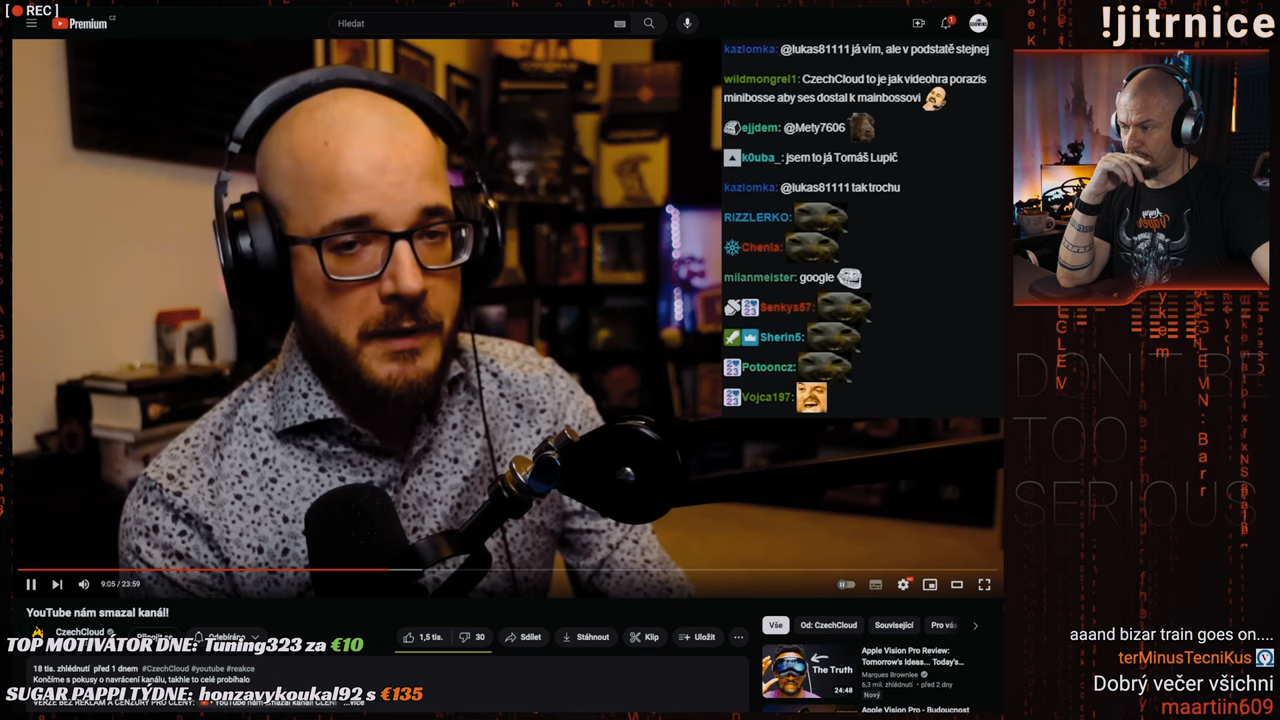 [ REC ]
Premium CZ
Hledat
!jitrnice
kazlomka: @lukas81111 já vím, ale v podstatě stejnej
wildmongrel1: CzechCloud to je jak videohra porazis
minibosse aby ses dostal k mainbossovi
ejjdem: @Mety7606
k0uba_: jsem to já Tomáš Lupič
kazlomka: @lukas81111 tak trochu
RIZZLERKO:
Chenia:
milanmeister: google
Senkys57:
Sherin5:
Potooncz:
Vojca197:
DON'T BE
TOO
SERIOUS
9:05 / 23:59
YouTube nám smazal kanál!
CzechCloud
Odebíráno
1,5 tis.
30
Sdílet
Stáhnout
Klip
Uložit
Vše
Od: CzechCloud
Související
TOP MOTIVÁTOR DNE: Tuning323 za €10
18 tis. zhlédnutí před 1 dnem #CzechCloud #youtube #reakce
Končíme s pokusy o navrácení kanálu, takhle to celé probíhalo
SUGAR PAPPI TÝDNE: honzavykoukal92 s €135
...více
The Truth
24:48
Apple Vision Pro Review:
Tomorrow's Ideas... Today's...
Marques Brownlee
6,3 mil. zhlédnutí • před 2 dny
Nový
Apple Vision Pro - Budoucnost
aaand bizar train goes on....
terMinusTecniKus
Dobrý večer všichni
maartiin609